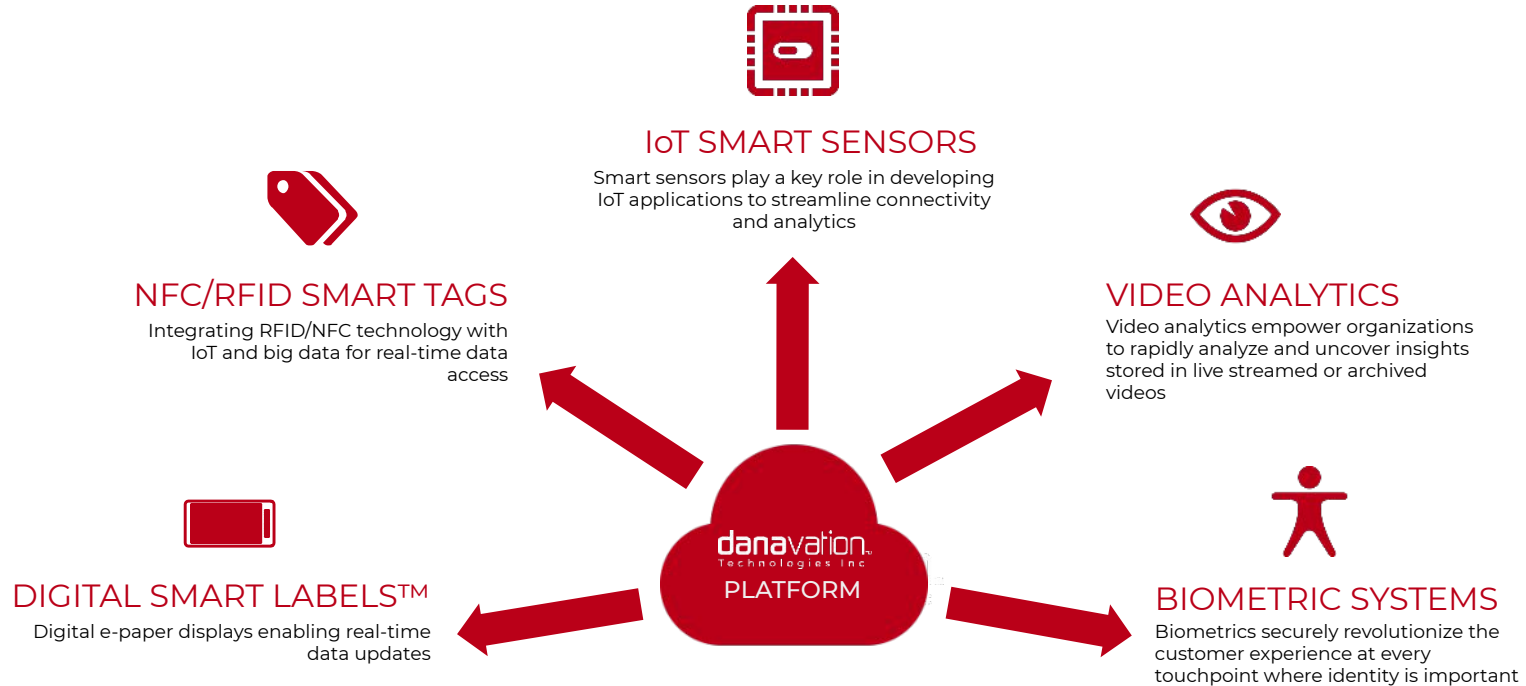 IoT SMART SENSORS
Smart sensors play a key role in developing
IoT applications to streamline connectivity
and analytics
NFC/RFID SMART TAGS
Integrating RFID/NFC technology with
IoT and big data for real-time data
access
VIDEO ANALYTICS
Video analytics empower organizations
to rapidly analyze and uncover insights
stored in live streamed or archived
videos
DIGITAL SMART LABELS™
Digital e-paper displays enabling real-time
data updates
danavation
Technologies Inc
PLATFORM
BIOMETRIC SYSTEMS
Biometrics securely revolutionize the
customer experience at every
touchpoint where identity is important